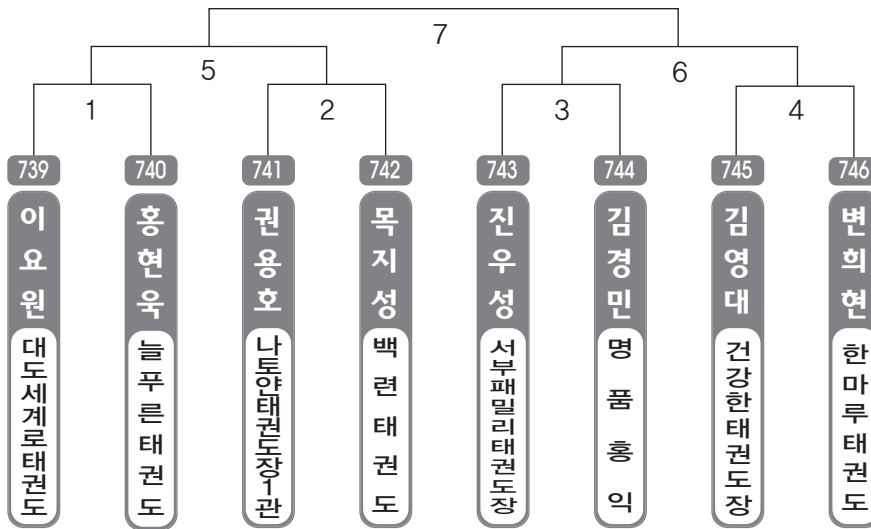 7
5
6
1
2
3
4
739
740
741
742
743
744
745
746
이요원
홍현욱
권용호
목지성
진우성
김경민
김영대
변희현
대도세계로태권도
늘푸른태권도
나토얀태권도장1관
백련태권도
서부패밀리태권도장
명품홍익
건강한태권도장
한마루태권도